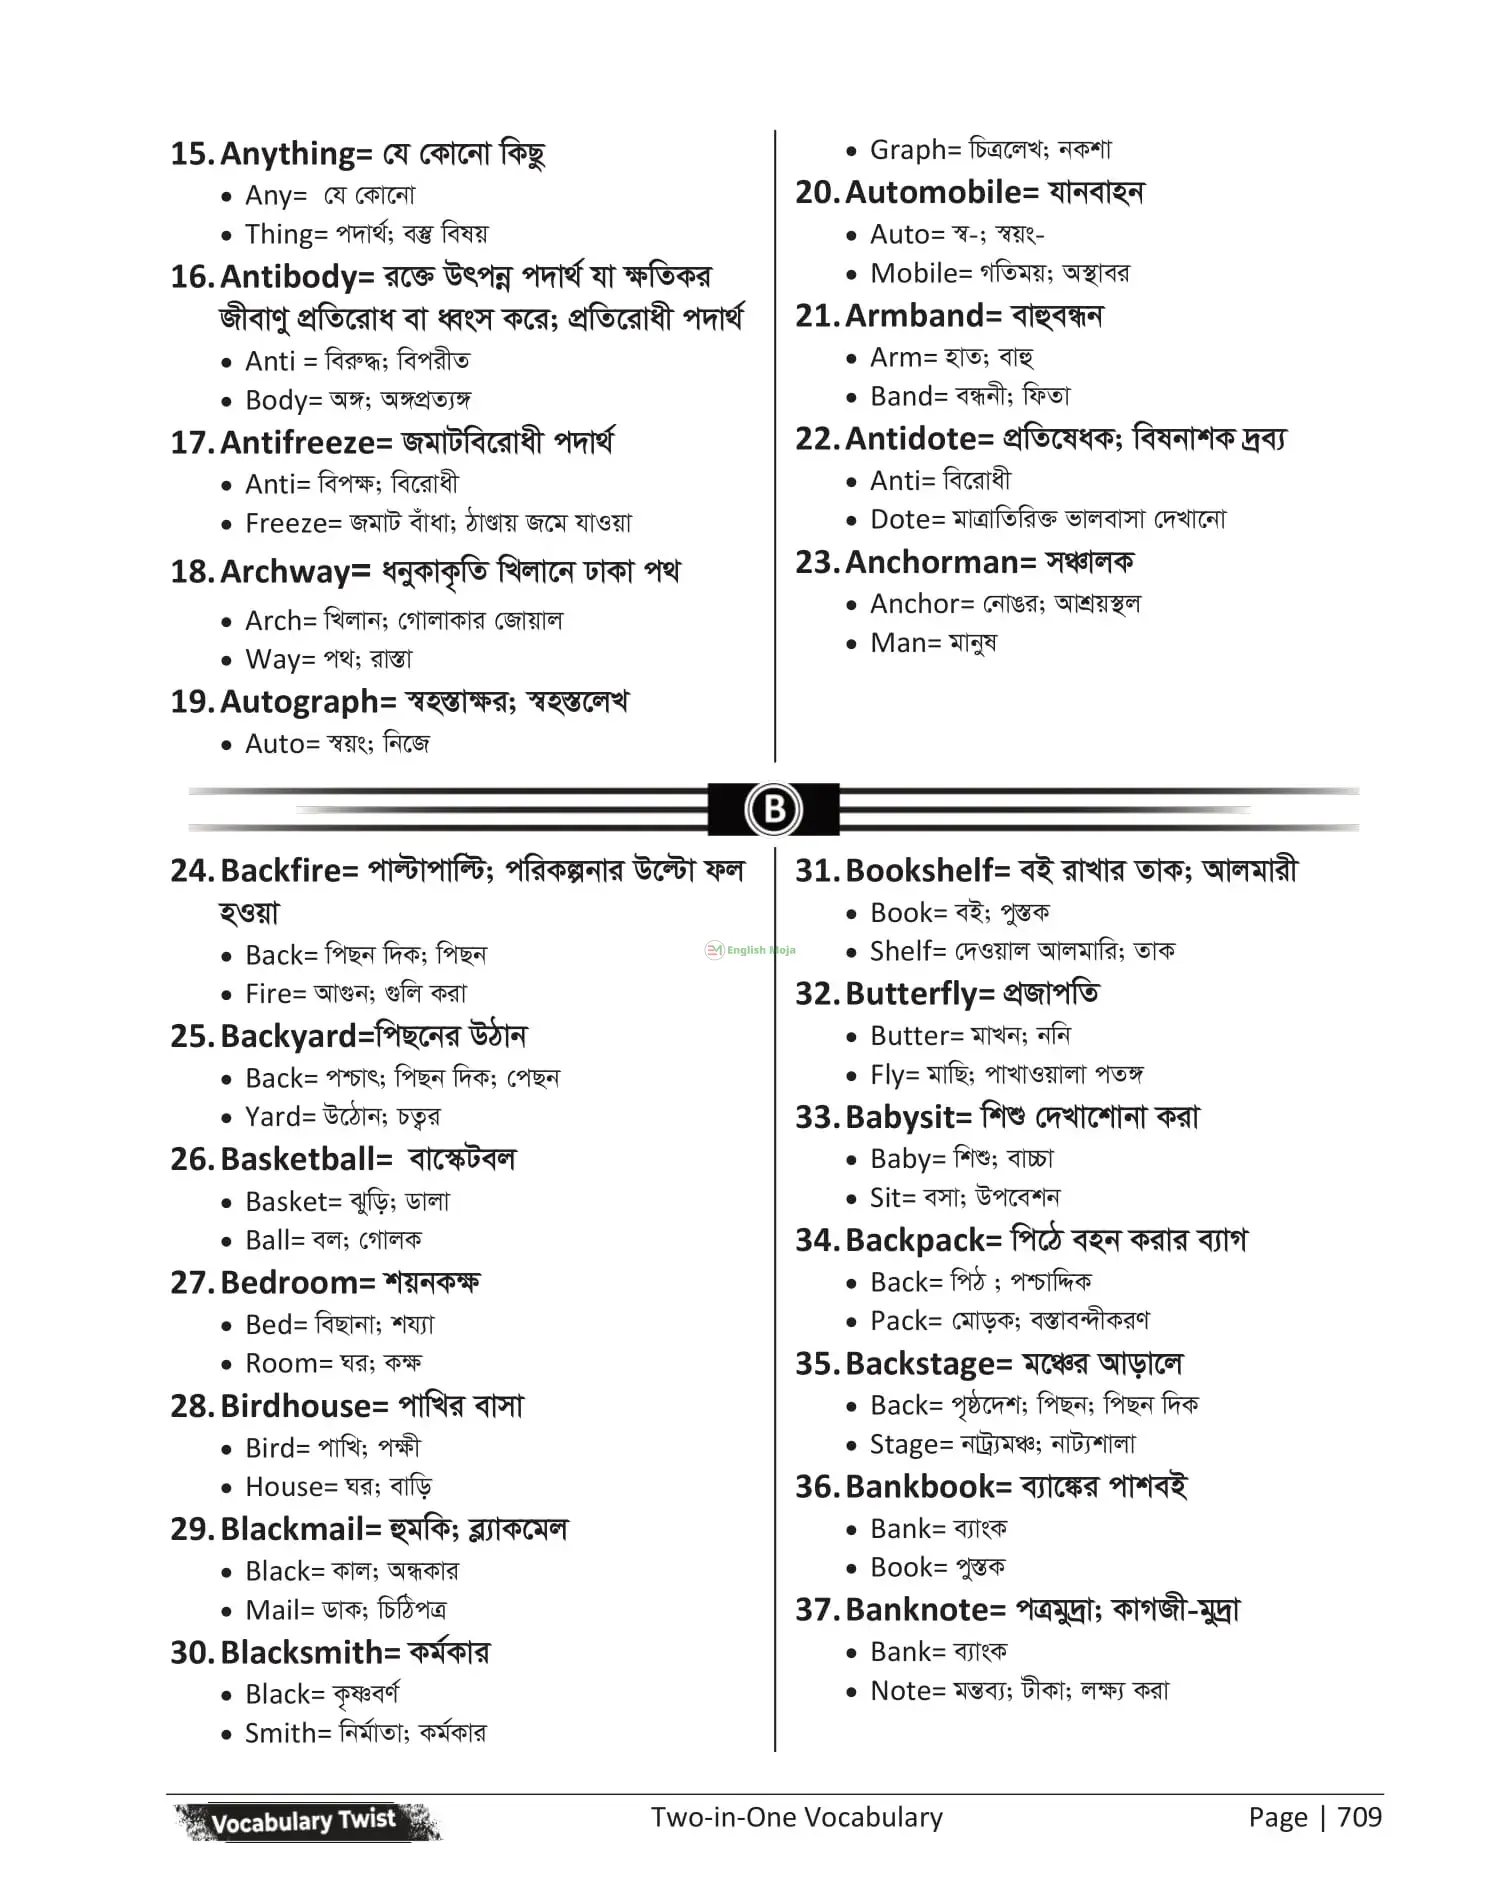 15. Anything= যে কোনো কিছু
• Any=  যে কোনো
• Thing= পদার্থ; বস্তু বিষয়
16. Antibody= রক্তে উৎপন্ন পদার্থ যা ক্ষতিকর
জীবাণু প্রতিরোধ বা ধ্বংস করে; প্রতিরোধী পদার্থ
• Anti = বিরুদ্ধ; বিপরীত
• Body= অঙ্গ; অঙ্গপ্রত্যঙ্গ
17. Antifreeze= জমাটবিরোধী পদার্থ
• Anti= বিপক্ষ; বিরোধী
• Freeze= জমাট বাঁধা; ঠাণ্ডায় জমে যাওয়া
18. Archway= ধনুকাকৃতি খিলানে ঢাকা পথ
• Arch= খিলান; গোলাকার জোয়াল
• Way= পথ; রাস্তা
19. Autograph= স্বহস্তাক্ষর; স্বহস্তলেখ
• Auto= স্বয়ং; নিজে
• Graph= চিত্রলেখ; নকশা
20. Automobile= যানবাহন
• Auto= স্ব-; স্বয়ং-
• Mobile= গতিময়; অস্থাবর
21. Armband= বাহুবন্ধন
• Arm= হাত; বাহু
• Band= বন্ধনী; ফিতা
22. Antidote= প্রতিষেধক; বিষনাশক দ্রব্য
• Anti= বিরোধী
• Dote= মাত্রাতিরিক্ত ভালবাসা দেখানো
23. Anchorman= সঞ্চালক
• Anchor= নোঙর; আশ্রয়স্থল
• Man= মানুষ
B
24. Backfire= পাল্টাপাল্টি; পরিকল্পনার উল্টো ফল
হওয়া
• Back= পিছন দিক; পিছন
• Fire= আগুন; গুলি করা
25. Backyard=পিছনের উঠান
• Back= পশ্চাৎ; পিছন দিক; পেছন
• Yard= উঠোন; চত্বর
26. Basketball=  বাস্কেটবল
• Basket= ঝুড়ি; ডালা
• Ball= বল; গোলক
27. Bedroom= শয়নকক্ষ
• Bed= বিছানা; শয্যা
• Room= ঘর; কক্ষ
28. Birdhouse= পাখির বাসা
• Bird= পাখি; পক্ষী
• House= ঘর; বাড়ি
29. Blackmail= হুমকি; ব্ল্যাকমেল
• Black= কাল; অন্ধকার
• Mail= ডাক; চিঠিপত্র
30. Blacksmith= কর্মকার
• Black= কৃষ্ণবর্ণ
• Smith= নির্মাতা; কর্মকার
31. Bookshelf= বই রাখার তাক; আলমারী
• Book= বই; পুস্তক
• Shelf= দেওয়াল আলমারি; তাক
32. Butterfly= প্রজাপতি
• Butter= মাখন; ননি
• Fly= মাছি; পাখাওয়ালা পতঙ্গ
33. Babysit= শিশু দেখাশোনা করা
• Baby= শিশু; বাচ্চা
• Sit= বসা; উপবেশন
34. Backpack= পিঠে বহন করার ব্যাগ
• Back= পিঠ ; পশ্চাদ্দিক
• Pack= মোড়ক; বস্তাবন্দীকরণ
35. Backstage= মঞ্চের আড়ালে
• Back= পৃষ্ঠদেশ; পিছন; পিছন দিক
• Stage= নাট্র্যমঞ্চ; নাট্যশালা
36. Bankbook= ব্যাঙ্কের পাশবই
• Bank= ব্যাংক
• Book= পুস্তক
37. Banknote= পত্রমুদ্রা; কাগজী-মুদ্রা
• Bank= ব্যাংক
• Note= মন্তব্য; টীকা; লক্ষ্য করা
English Moja
Vocabulary Twist
Two-in-One Vocabulary
Page | 709